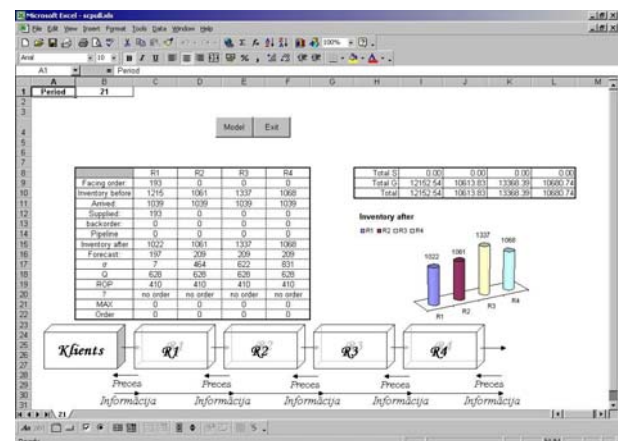 Microsoft Excel - scpull.xls
File Edit View Insert Format Tools Data Window Help
Arial 10 100%
A1 Period
A B C D E F G H I J K L M
1 Period 21
Model Exit
R1 R2 R3 R4
Facing order: 193 0 0 0
Inventory before 1215 1061 1337 1068
Arrived: 1039 1039 1039 1039
Supplied: 193 0 0 0
backorder: 0 0 0 0
Pipeline 0 0 0 0
Inventory after 1022 1061 1337 1068
Forecast: 197 209 209 209
σ 7 464 622 831
Q 628 628 628 628
ROP 410 410 410 410
? no order no order no order no order
MAX 0 0 0 0
Order 0 0 0 0
Total S 0.00 0.00 0.00 0.00
Total G 12152.54 10613.83 13368.39 10680.74
Total 12152.54 10613.83 13368.39 10680.74
Inventory after
R1 R2 R3 R4
1022 1061 1337 1068
R1 R2 R3 R4
Klients R1 R2 R3 R4
Preces Preces Preces Preces Preces
Informācija Informācija Informācija Informācija Informācija
21